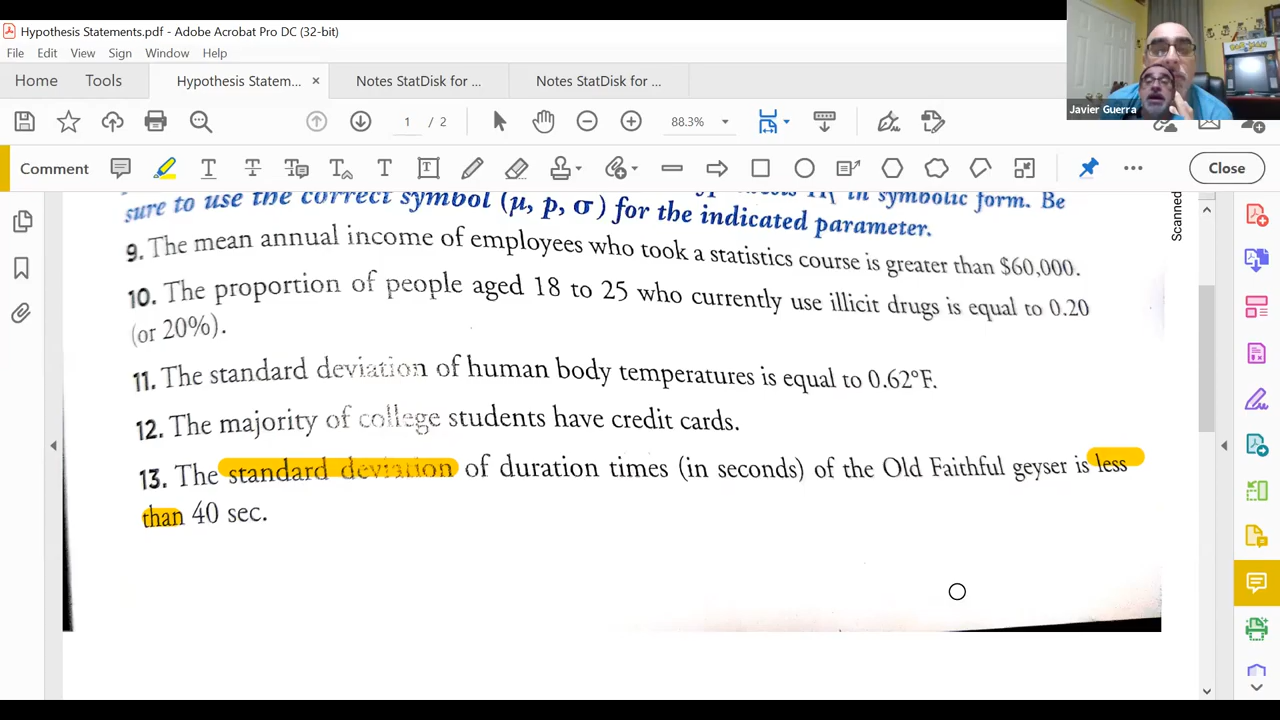 Hypothesis Statements.pdf - Adobe Acrobat Pro DC (32-bit)
File Edit View Sign Window Help
Home Tools Hypothesis Statem... × Notes StatDisk for ... Notes StatDisk for ...
Javier Guerra
1 / 2 88.3%
Comment Close
in symbolic form. Be
sure to use the correct symbol (μ, p, σ) for the indicated parameter.
9. The mean annual income of employees who took a statistics course is greater than $60,000.
10. The proportion of people aged 18 to 25 who currently use illicit drugs is equal to 0.20
(or 20%).
11. The standard deviation of human body temperatures is equal to 0.62°F.
12. The majority of college students have credit cards.
13. The standard deviation of duration times (in seconds) of the Old Faithful geyser is less
than 40 sec.
Scanned